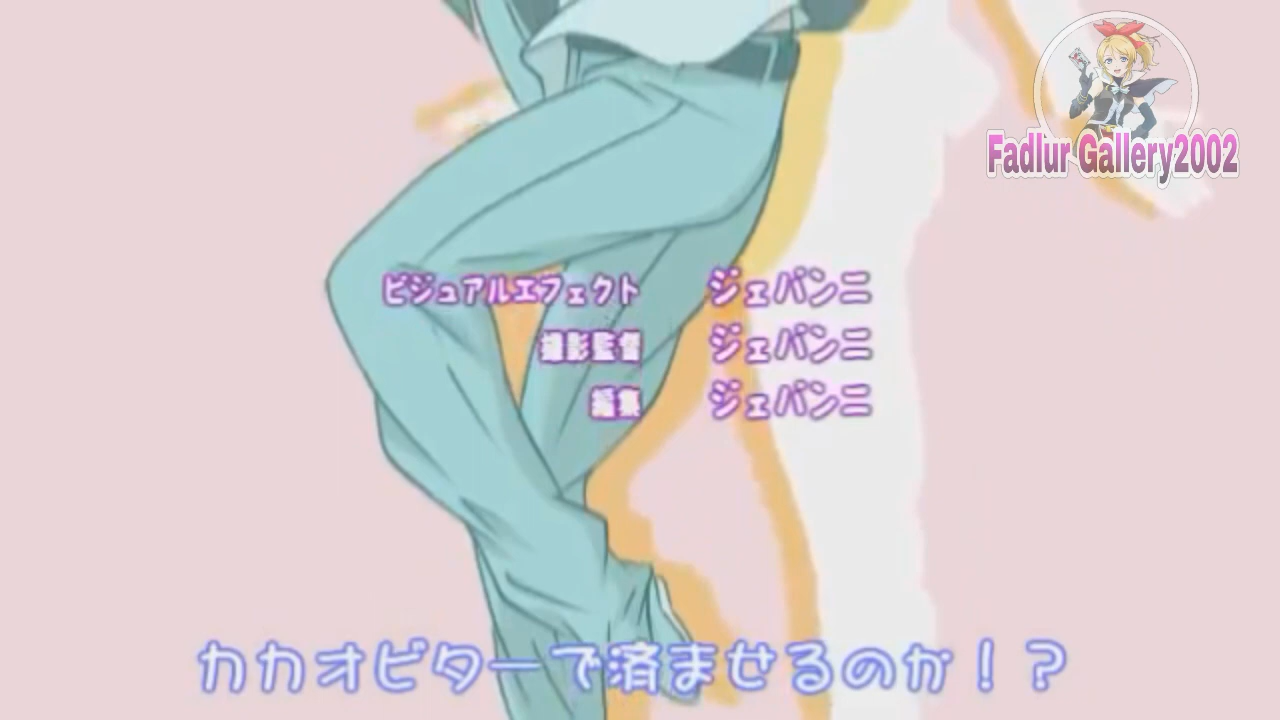 Fadlur Gallery2002
ビジュアルエフェクト ジェバンニ
撮影監督 ジェバンニ
編集 ジェバンニ
カカオビターで済ませるのか！？